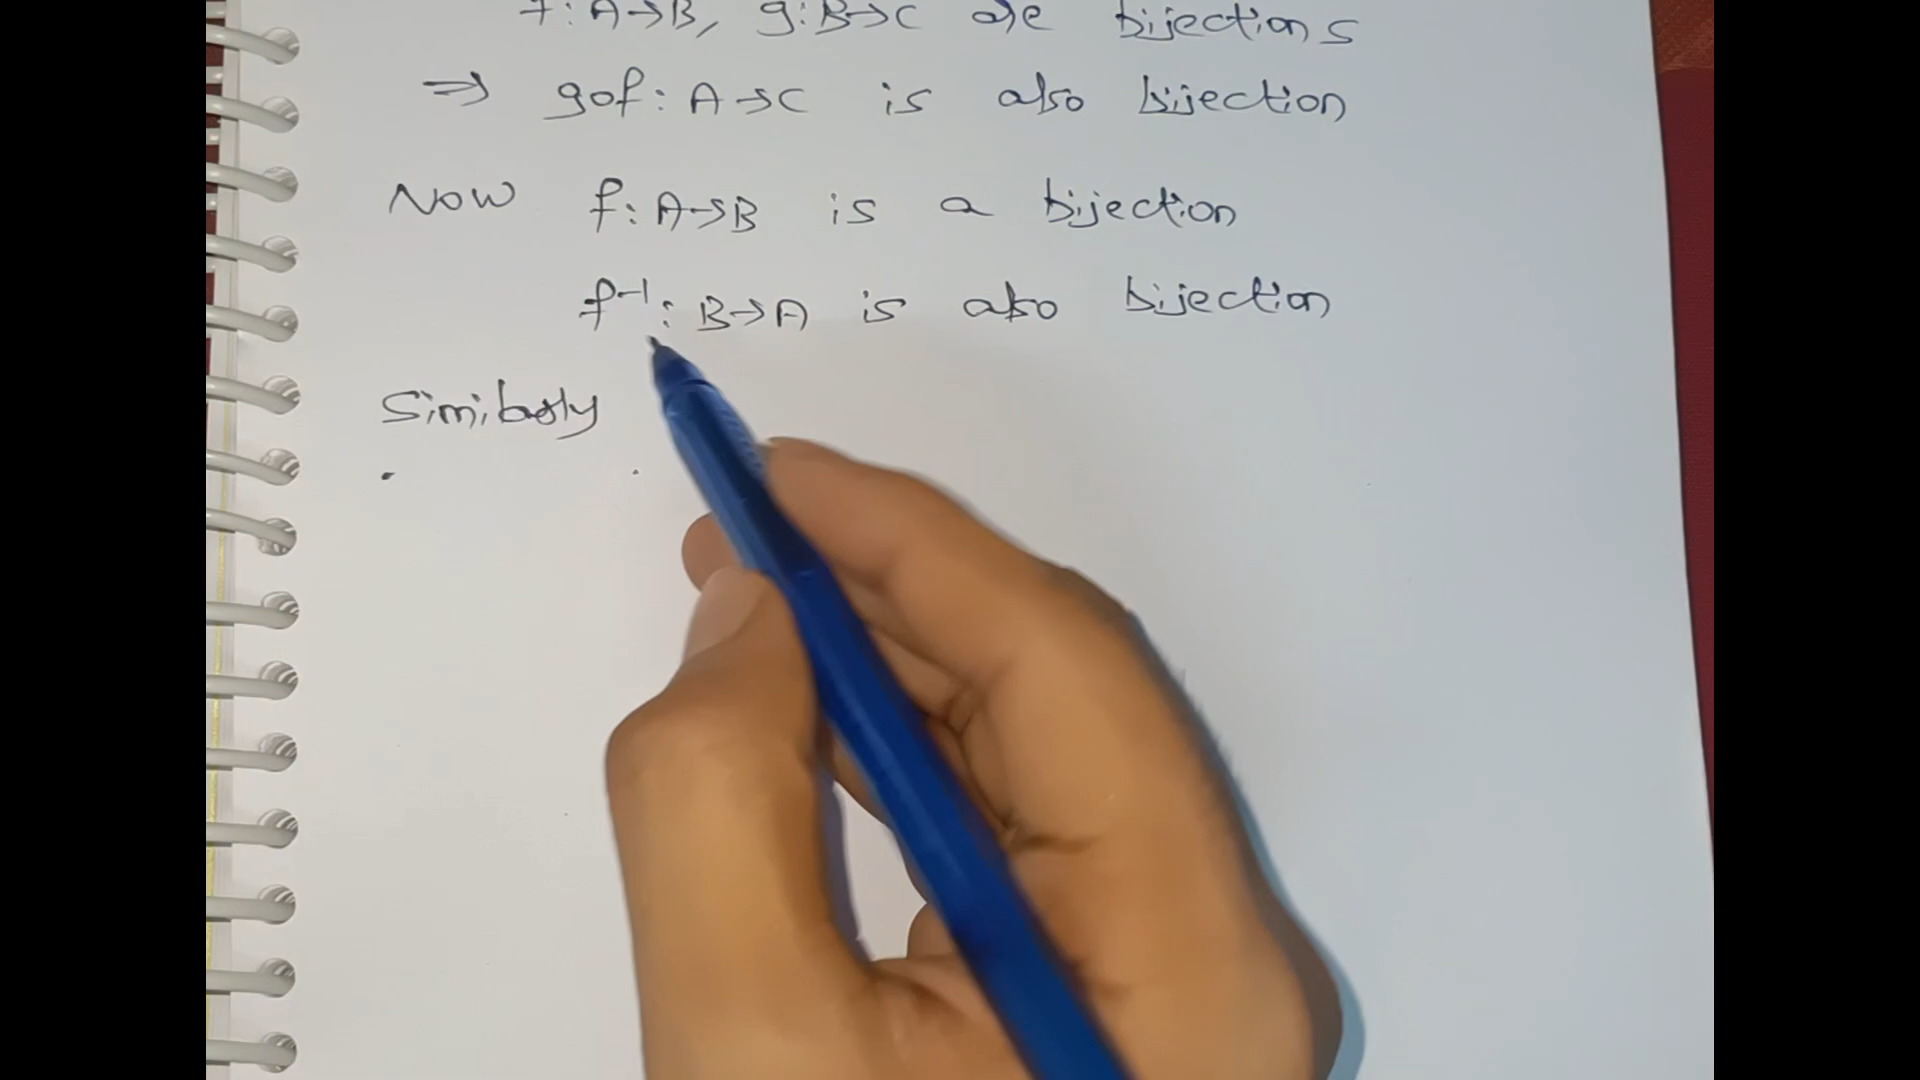 f: A→B, g: B→C are bijections
⇒ gof: A→C is also bijection
Now f: A→B is a bijection
f⁻¹: B→A is also bijection
Similarly